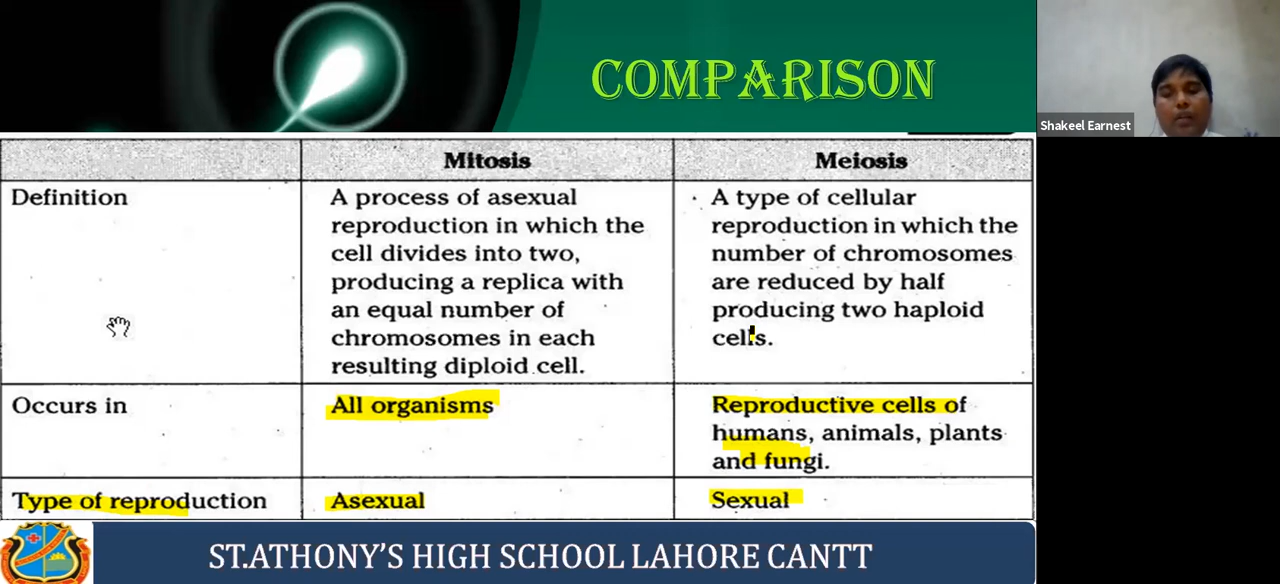 COMPARISON
Shakeel Earnest
Mitosis
Meiosis
Definition
A process of asexual
reproduction in which the
cell divides into two,
producing a replica with
an equal number of
chromosomes in each
resulting diploid cell.
A type of cellular
reproduction in which the
number of chromosomes
are reduced by half
producing two haploid
cells.
Occurs in
All organisms
Reproductive cells of
humans, animals, plants
and fungi.
Type of reproduction
Asexual
Sexual
ST.ATHONY'S HIGH SCHOOL LAHORE CANTT